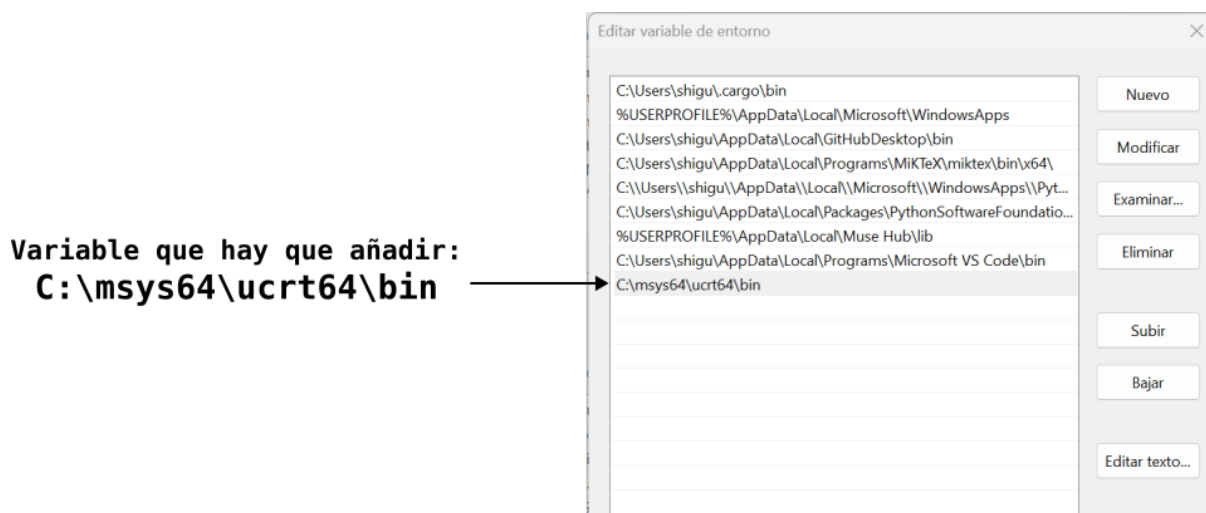 Editar variable de entorno
Variable que hay que añadir:
C:\msys64\ucrt64\bin
C:\Users\shigu\.cargo\bin
%USERPROFILE%\AppData\Local\Microsoft\WindowsApps
C:\Users\shigu\AppData\Local\GitHubDesktop\bin
C:\Users\shigu\AppData\Local\Programs\MiKTeX\miktex\bin\x64\
C:\\Users\\shigu\\AppData\\Local\\Microsoft\\WindowsApps\\Pyt...
C:\Users\shigu\AppData\Local\Packages\PythonSoftwareFoundatio...
%USERPROFILE%\AppData\Local\Muse Hub\lib
C:\Users\shigu\AppData\Local\Programs\Microsoft VS Code\bin
C:\msys64\ucrt64\bin
Nuevo
Modificar
Examinar...
Eliminar
Subir
Bajar
Editar texto...